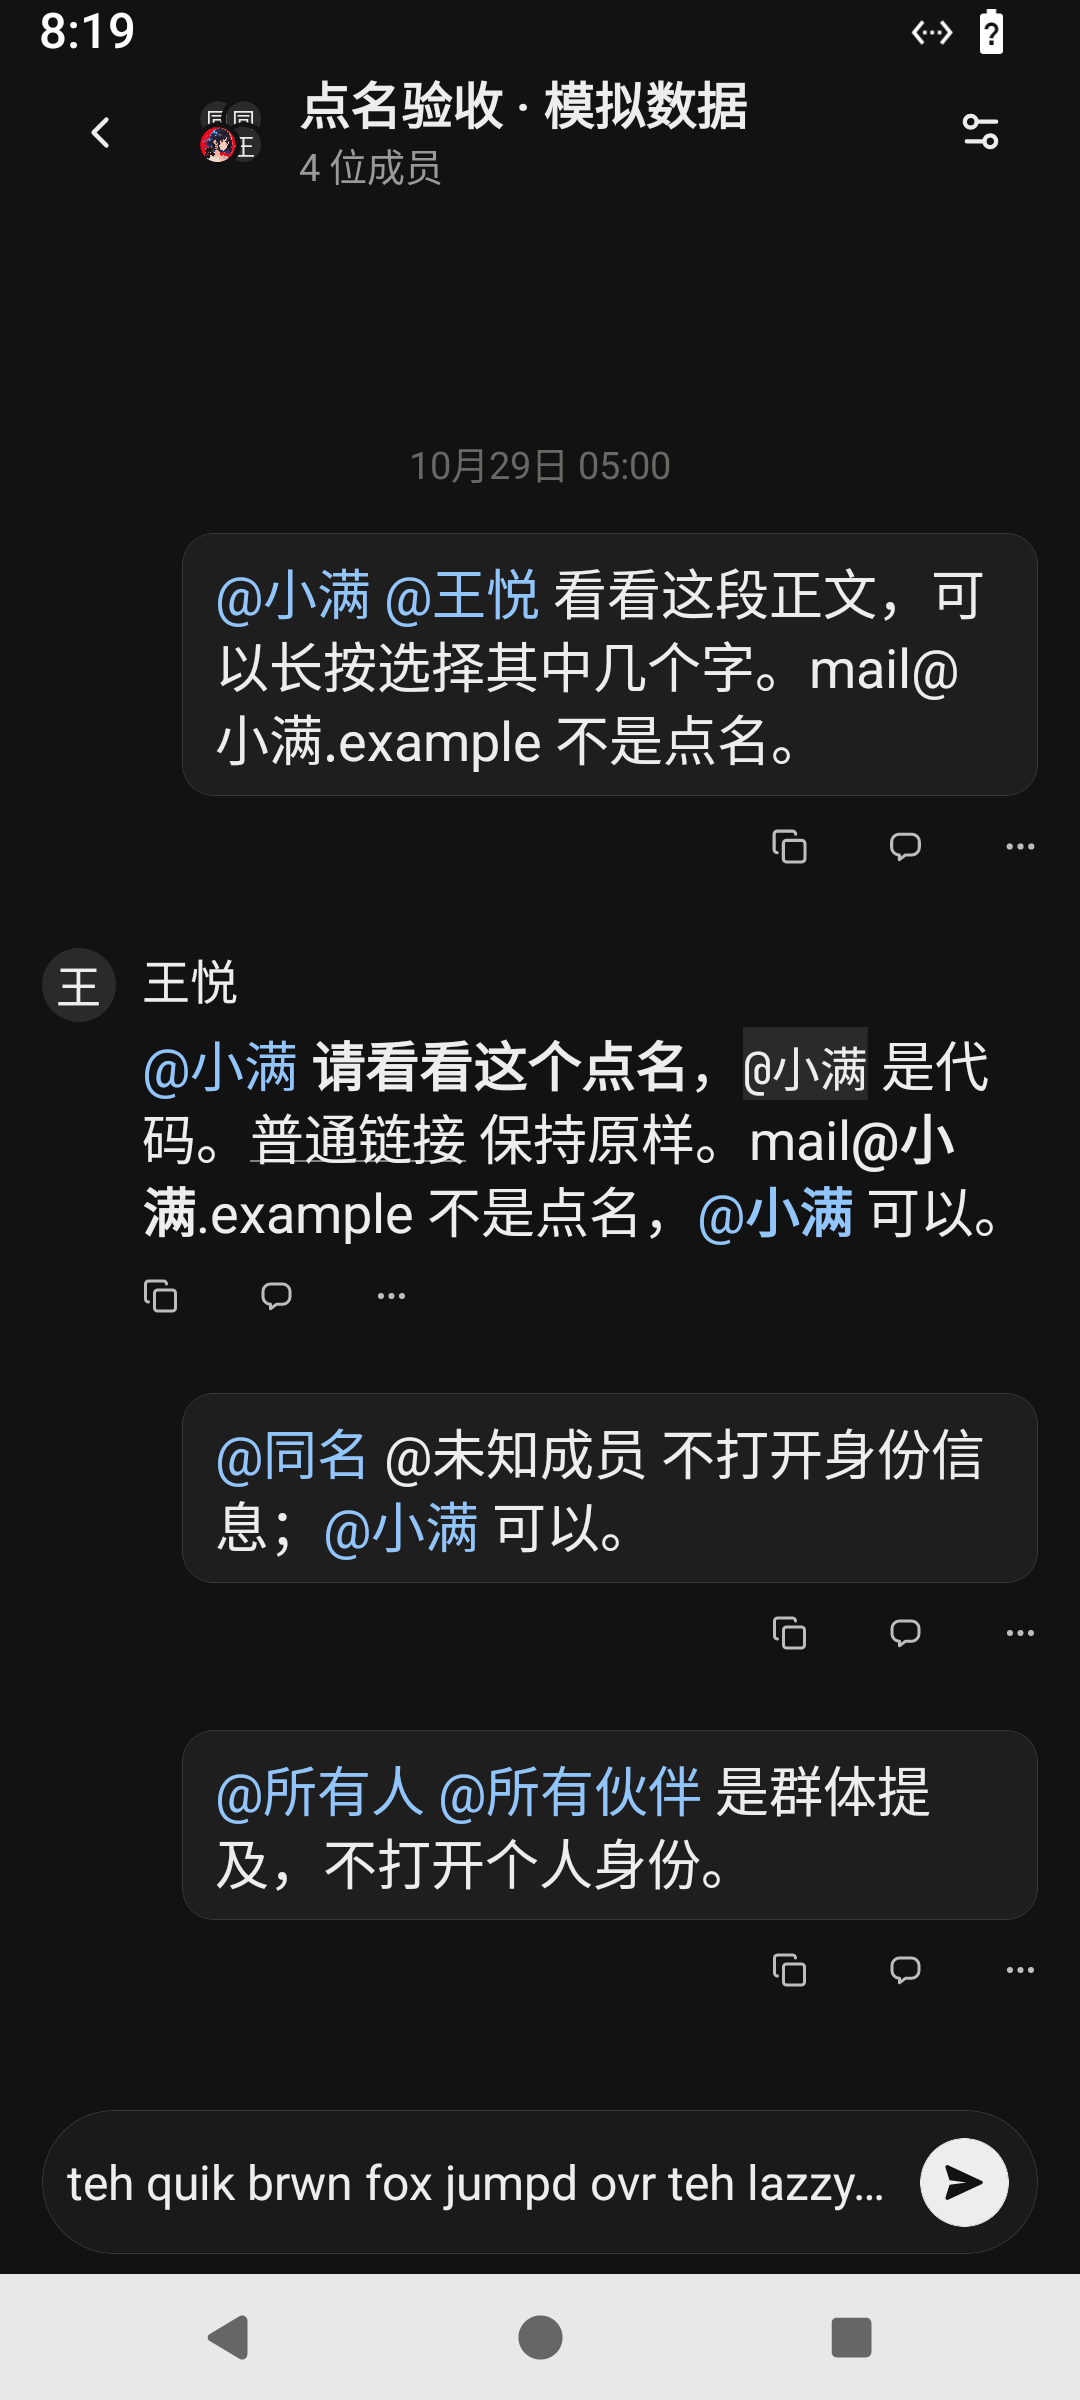 8:19
点名验收 · 模拟数据
4 位成员
10月29日 05:00
@小满 @王悦 看看这段正文，可
以长按选择其中几个字。mail@
小满.example 不是点名。
王 王悦
@小满 请看看这个点名，@小满 是代
码。普通链接 保持原样。mail@小
满.example 不是点名，@小满 可以。
@同名 @未知成员 不打开身份信
息；@小满 可以。
@所有人 @所有伙伴 是群体提
及，不打开个人身份。
teh quik brwn fox jumpd ovr teh lazzy...